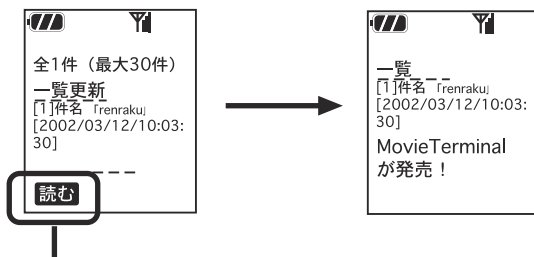 全1件（最大30件）
一覧更新
[1]件名「renraku」
[2002/03/12/10:03:
30]
読む
一覧
[1]件名「renraku」
[2002/03/12/10:03:
30]
MovieTerminal
が発売！